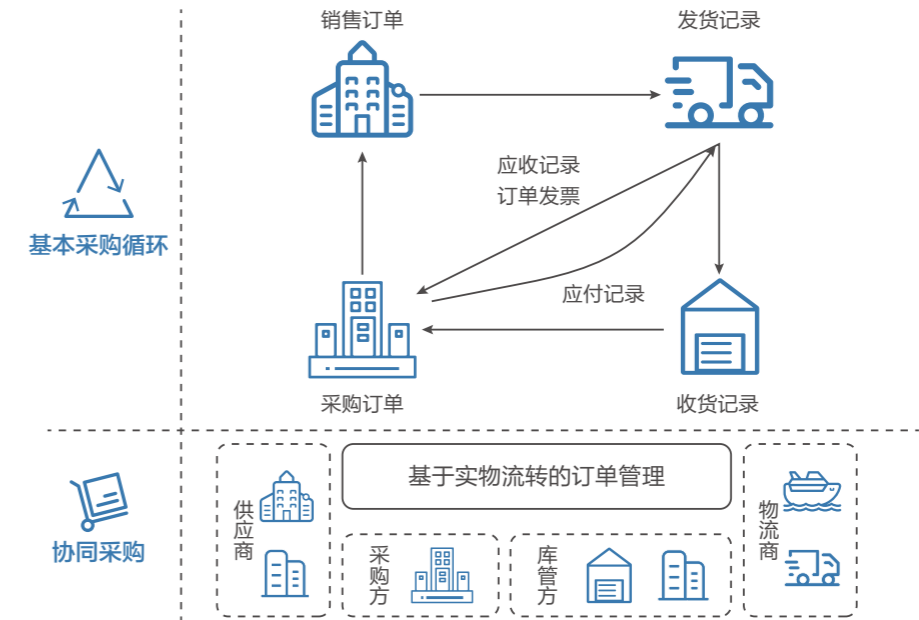 销售订单
发货记录
应收记录
订单发票
基本采购循环
应付记录
采购订单
收货记录
协同采购
供应商
基于实物流转的订单管理
采购方
库管方
物流商